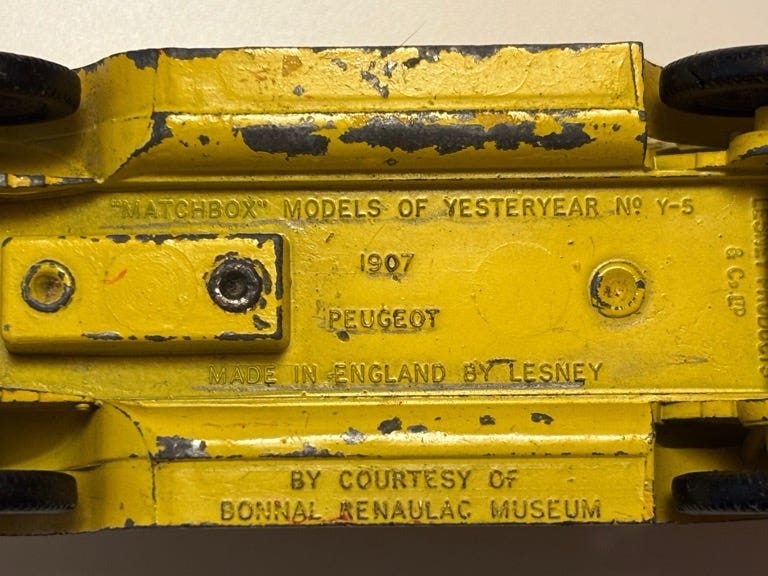 "MATCHBOX" MODELS OF YESTERYEAR Nº Y-5
1907
PEUGEOT
MADE IN ENGLAND BY LESNEY
BY COURTESY OF
BONNAL RENAULAC MUSEUM
& Co. LTD